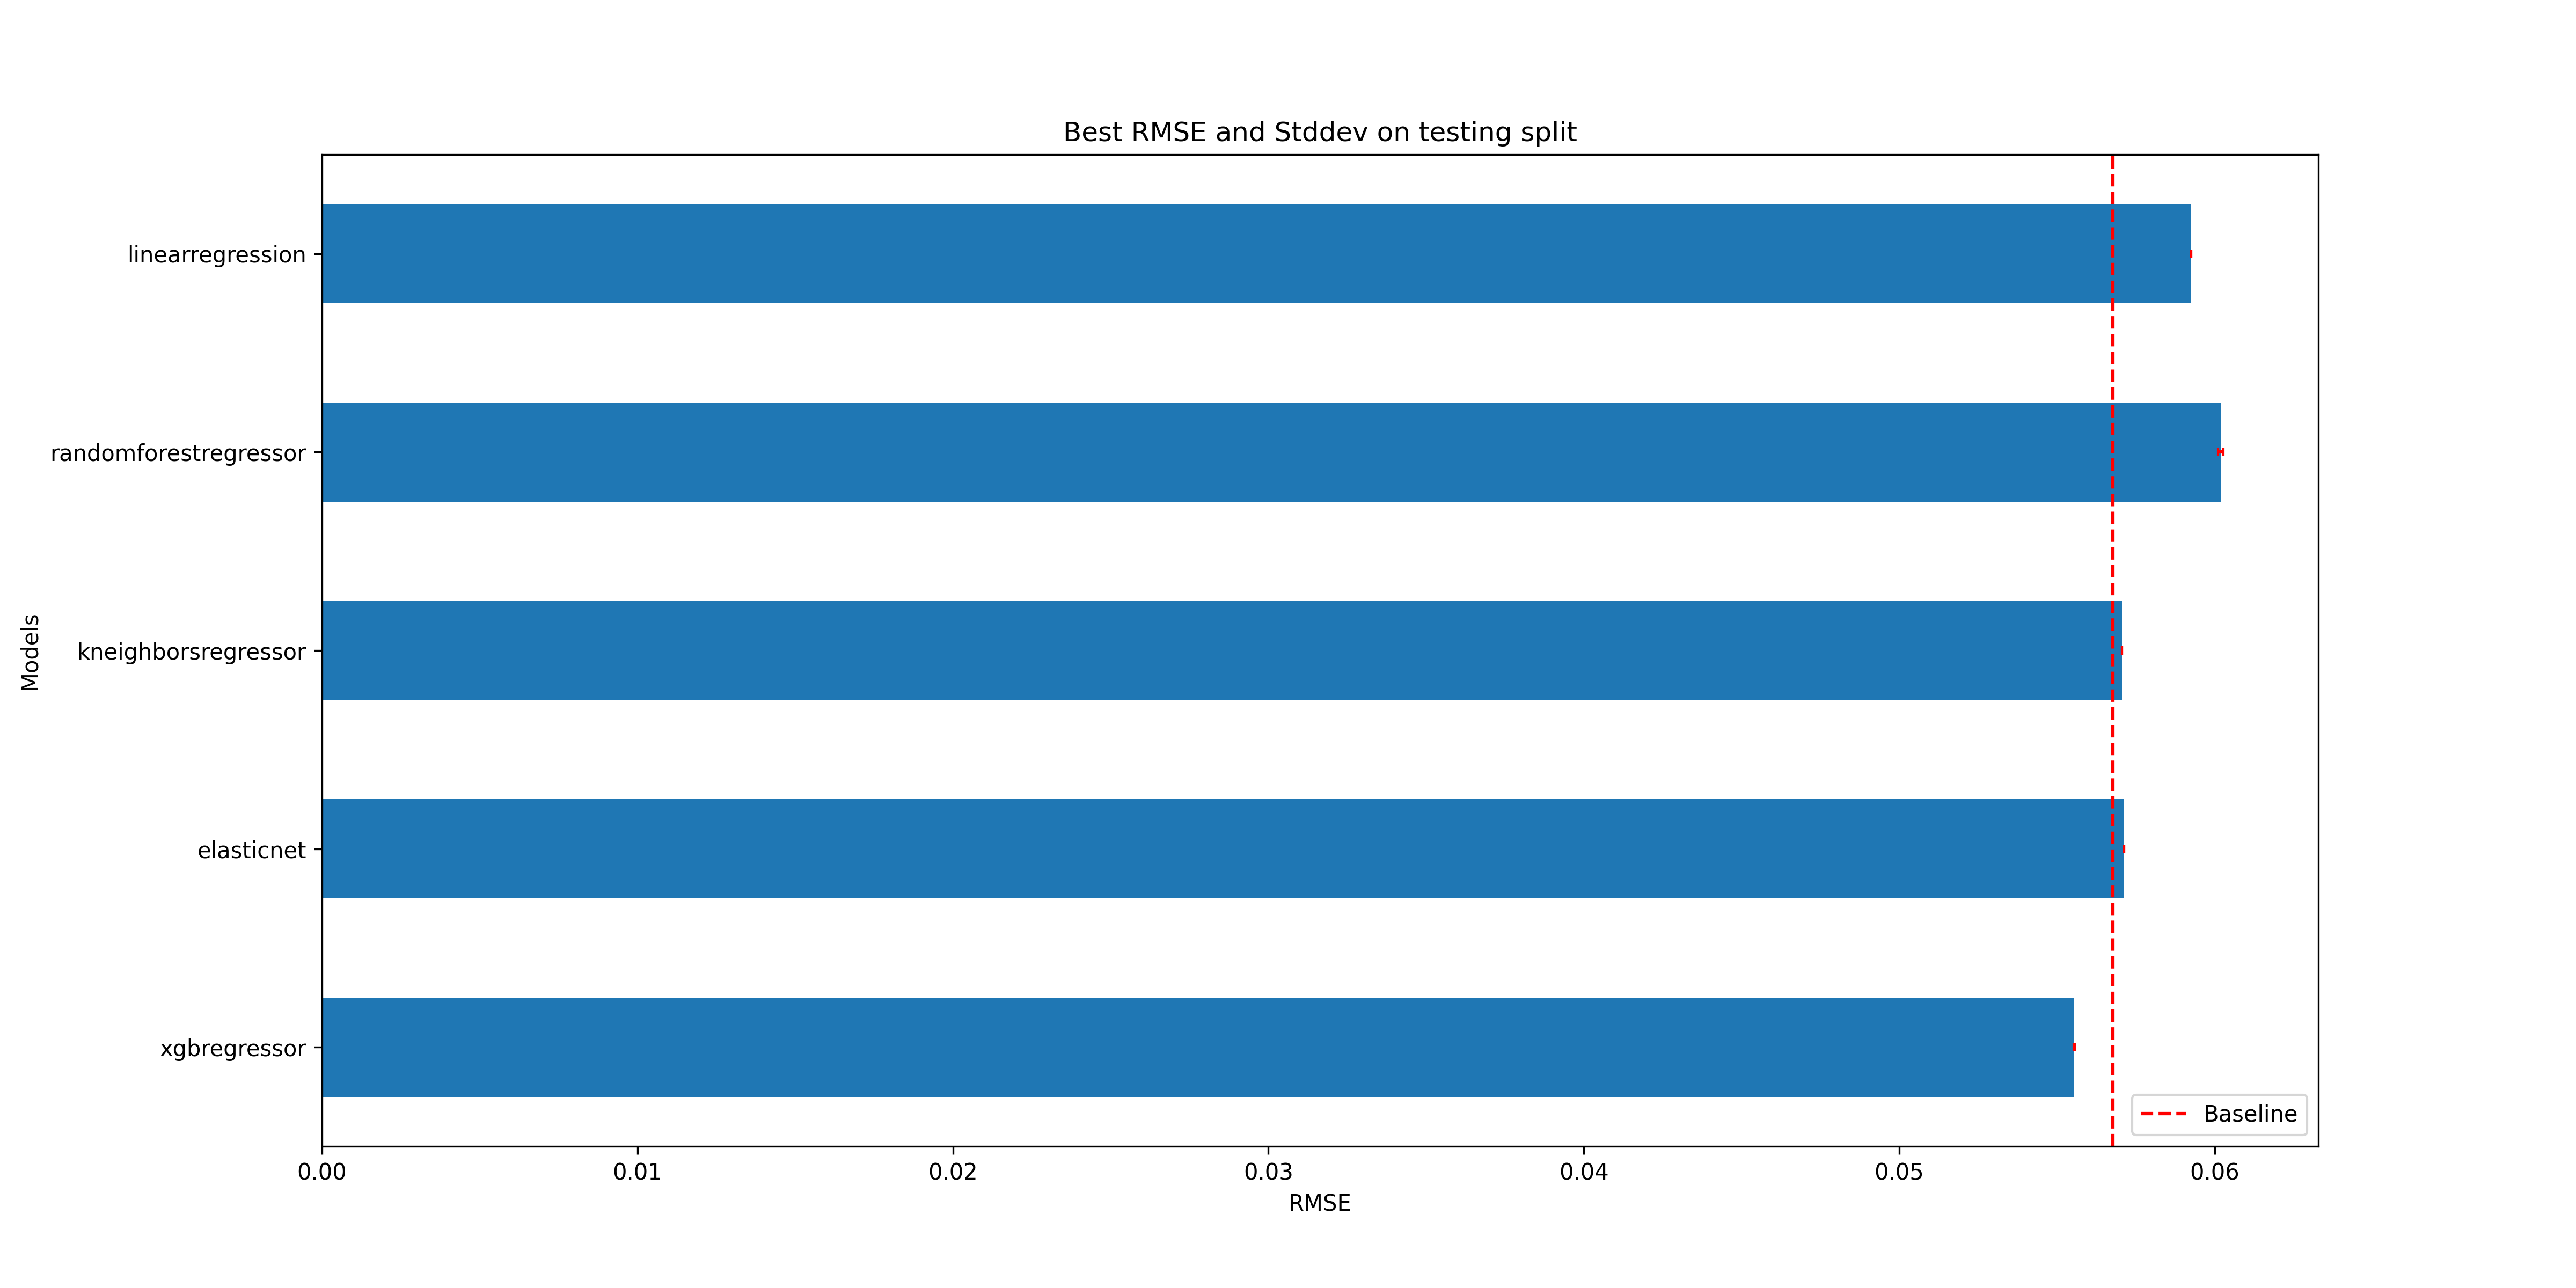 Best RMSE and Stddev on testing split
Models
linearregression
randomforestregressor
kneighborsregressor
elasticnet
xgbregressor
Baseline
0.00 0.01 0.02 0.03 0.04 0.05 0.06
RMSE